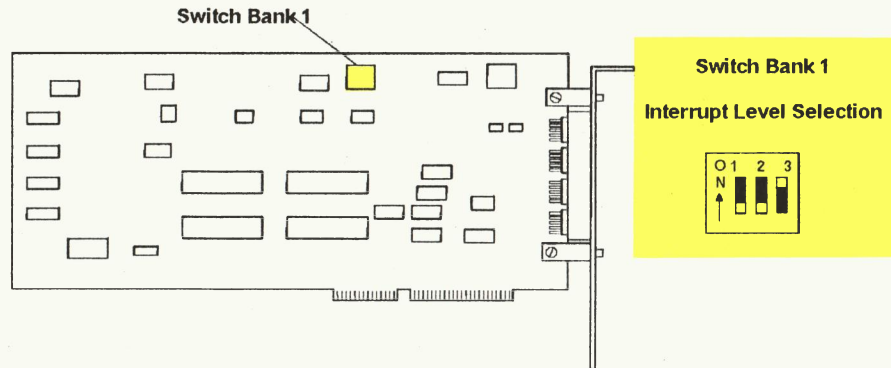 Switch Bank 1
Switch Bank 1
Interrupt Level Selection
O 1 2 3
N